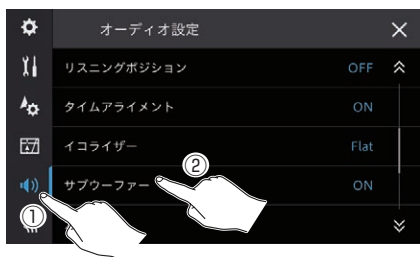 オーディオ設定
リスニングポジション OFF
タイムアライメント ON
イコライザー Flat
②
サブウーファー ON
①